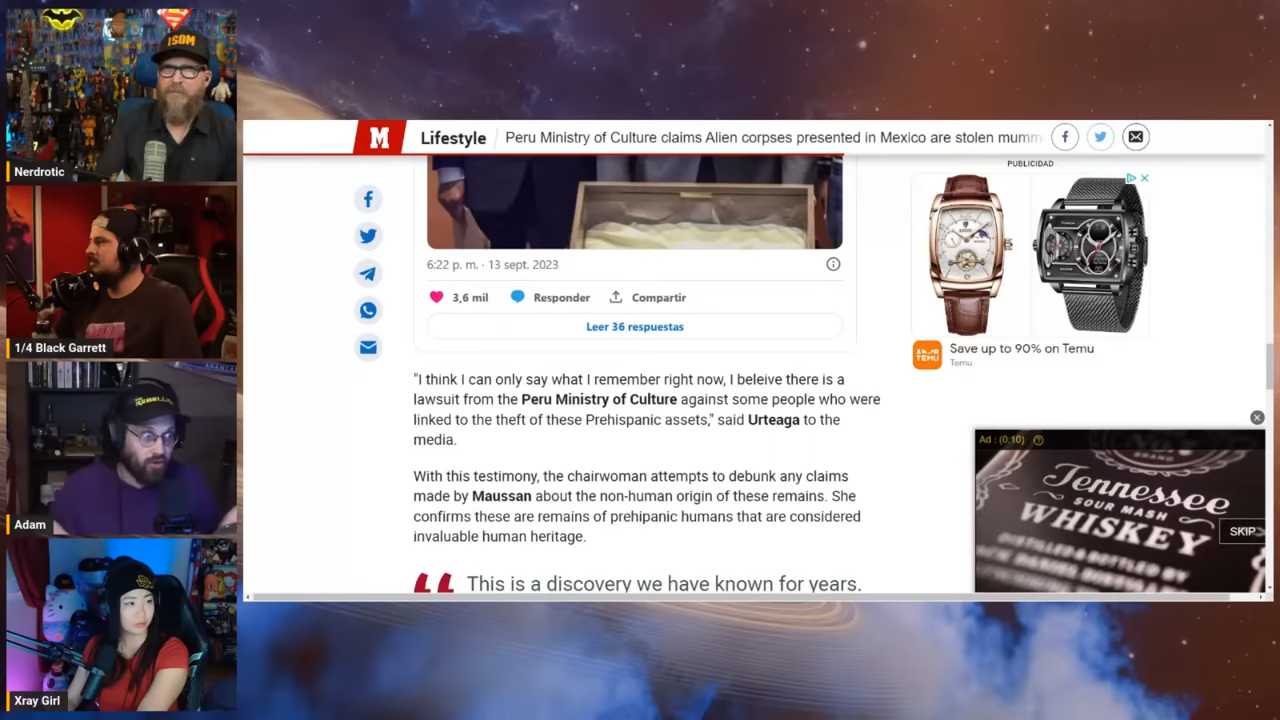 ISOM
Nerdrotic
1/4 Black Garrett
Adam
Xray Girl
M
Lifestyle
Peru Ministry of Culture claims Alien corpses presented in Mexico are stolen mumm
6:22 p. m. · 13 sept. 2023
3,6 mil
Responder
Compartir
Leer 36 respuestas
"I think I can only say what I remember right now, I beleive there is a
lawsuit from the Peru Ministry of Culture against some people who were
linked to the theft of these Prehispanic assets," said Urteaga to the
media.
With this testimony, the chairwoman attempts to debunk any claims
made by Maussan about the non-human origin of these remains. She
confirms these are remains of prehipanic humans that are considered
invaluable human heritage.
This is a discovery we have known for years.
PUBLICIDAD
TEMU
Save up to 90% on Temu
Temu
Ad : (0:10)
BRAND
Tennessee
SOUR MASH
WHISKEY
DISTILLED & BOTTLED BY
SKIP